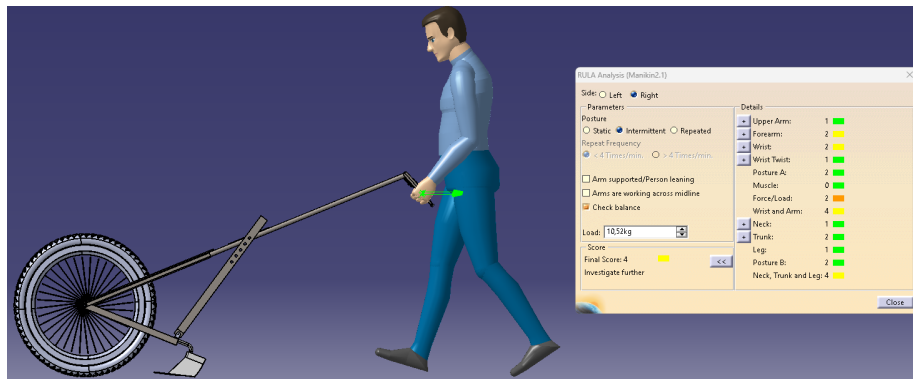 RULA Analysis (Manikin2.1)
Side: Left Right
Parameters
Posture
Static Intermittent Repeated
Repeat Frequency
< 4 Times/min. > 4 Times/min.
Arm supported/Person leaning
Arms are working across midline
Check balance
Load: 10,52kg
Score
Final Score: 4
Investigate further
<<
Details
+ Upper Arm: 1
+ Forearm: 2
+ Wrist: 2
+ Wrist Twist: 1
Posture A: 2
Muscle: 0
Force/Load: 2
Wrist and Arm: 4
+ Neck: 1
+ Trunk: 2
Leg: 1
Posture B: 2
Neck, Trunk and Leg: 4
Close